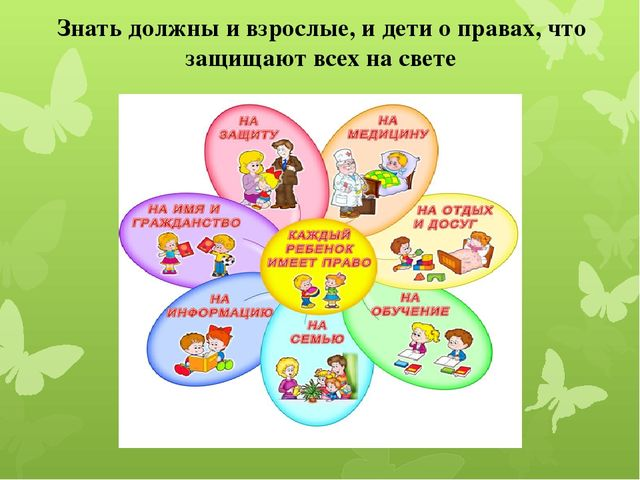 Знать должны и взрослые, и дети о правах, что
защищают всех на свете
НА
ЗАЩИТУ
НА
МЕДИЦИНУ
НА ИМЯ И
ГРАЖДАНСТВО
НА ОТДЫХ
И ДОСУГ
КАЖДЫЙ
РЕБЕНОК
ИМЕЕТ ПРАВО
НА
ИНФОРМАЦИЮ
НА
ОБУЧЕНИЕ
НА
СЕМЬЮ